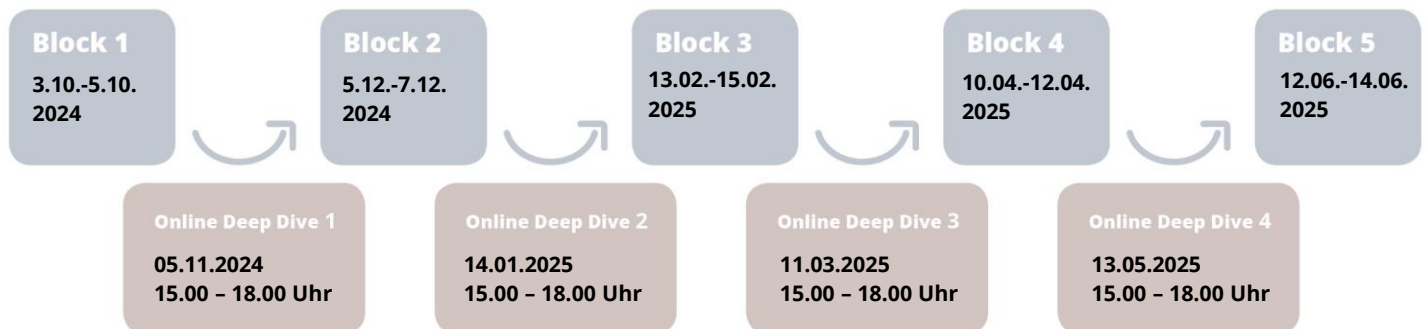 Block 1
3.10.-5.10.
2024
Block 2
5.12.-7.12.
2024
Block 3
13.02.-15.02.
2025
Block 4
10.04.-12.04.
2025
Block 5
12.06.-14.06.
2025
Online Deep Dive 1
05.11.2024
15.00 – 18.00 Uhr
Online Deep Dive 2
14.01.2025
15.00 – 18.00 Uhr
Online Deep Dive 3
11.03.2025
15.00 – 18.00 Uhr
Online Deep Dive 4
13.05.2025
15.00 – 18.00 Uhr